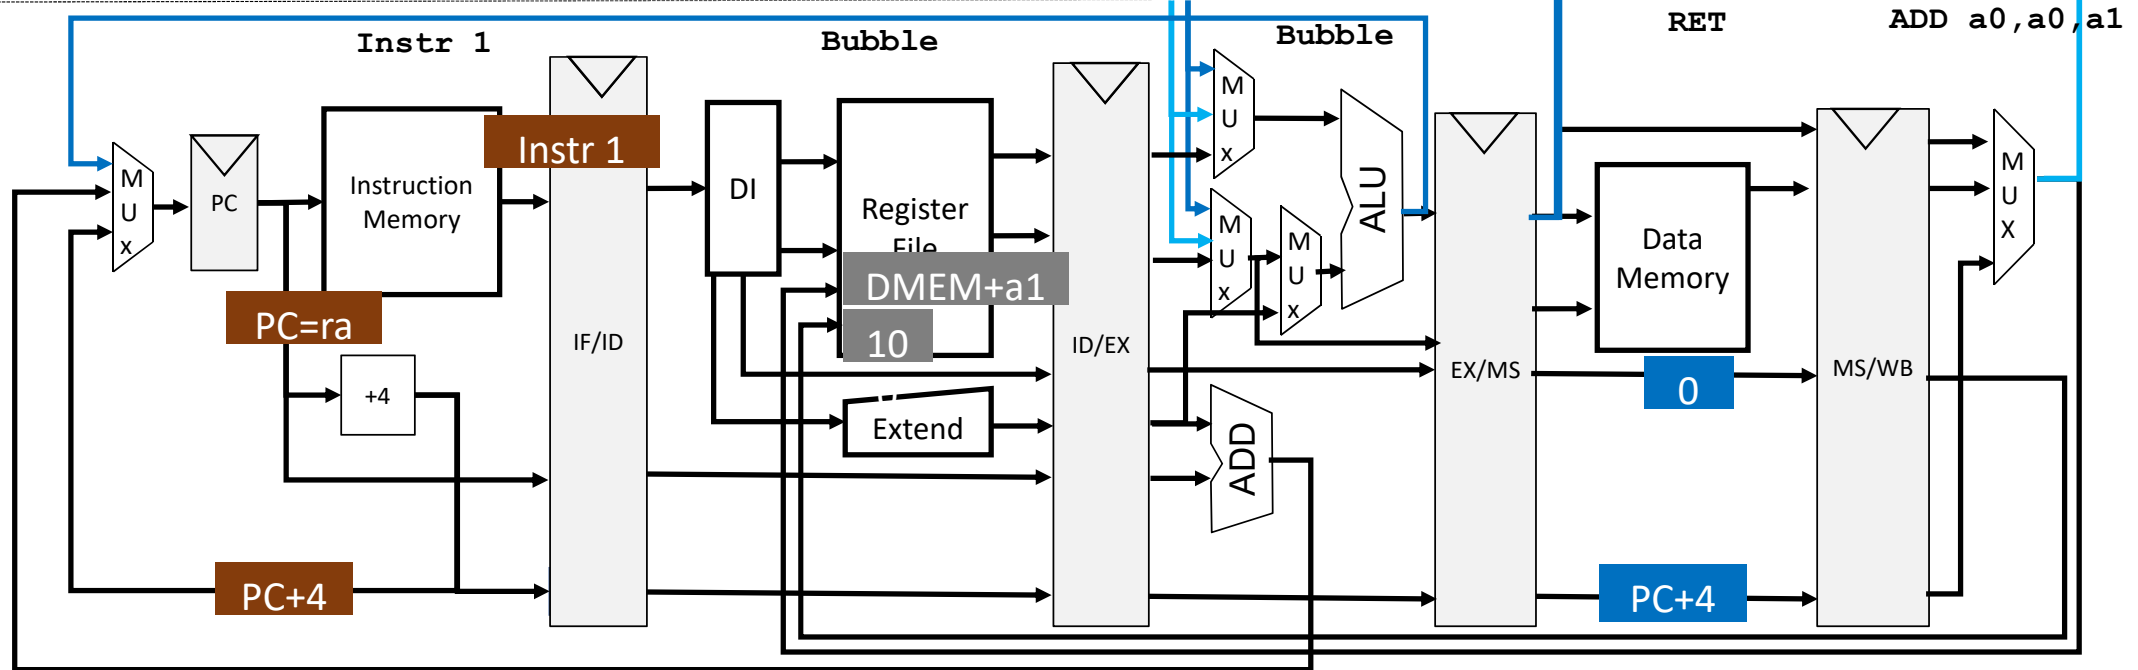 Instr 1
Bubble
Bubble
RET
ADD a0,a0,a1
M
U
x
PC
Instruction
Memory
Instr 1
PC=ra
+4
PC+4
IF/ID
DI
Register
File
DMEM+a1
10
Extend
ID/EX
M
U
x
M
U
x
M
U
x
ALU
ADD
EX/MS
Data
Memory
0
PC+4
MS/WB
M
U
X